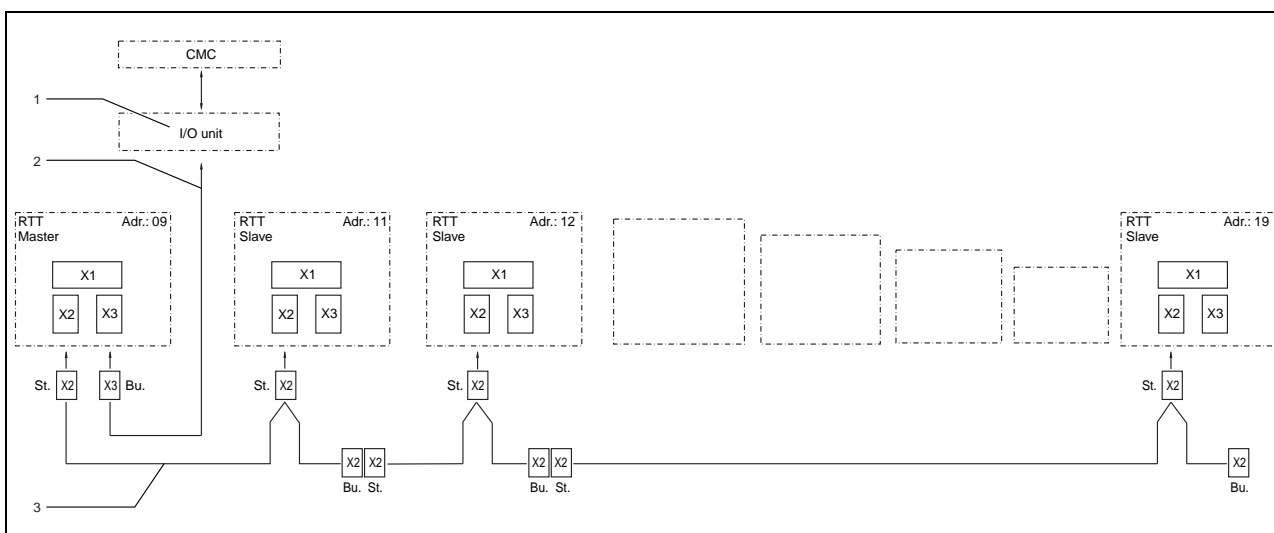 CMC
1
I/O unit
2
RTT Adr.: 09
Master
X1
X2 X3
RTT Adr.: 11
Slave
X1
X2 X3
RTT Adr.: 12
Slave
X1
X2 X3
RTT Adr.: 19
Slave
X1
X2 X3
St. X2 X3 Bu.
St. X2
St. X2
St. X2
X2 X2
Bu. St.
X2 X2
Bu. St.
X2
Bu.
3